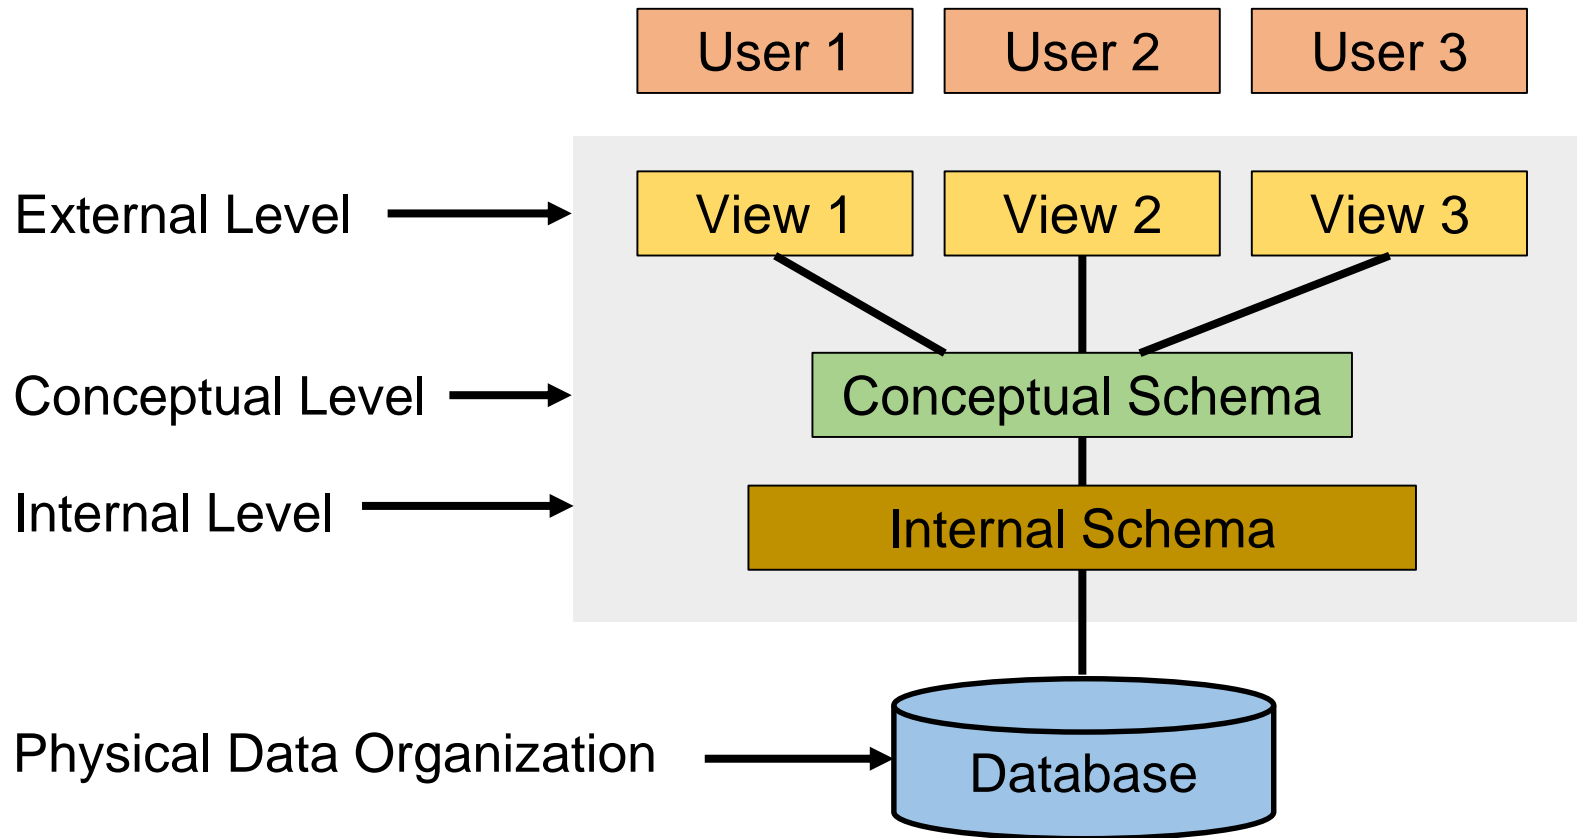 User 1
User 2
User 3
External Level
View 1
View 2
View 3
Conceptual Level
Conceptual Schema
Internal Level
Internal Schema
Physical Data Organization
Database